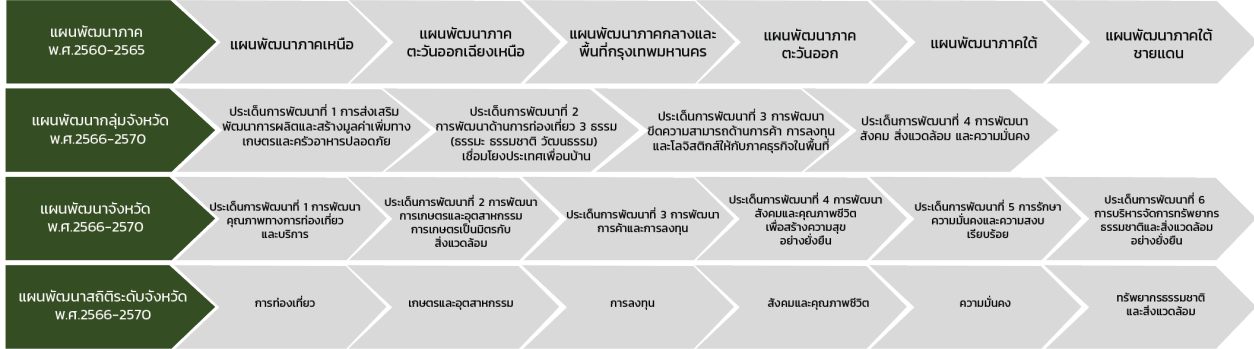 แผนพัฒนาภาค
พ.ศ.2560-2565
แผนพัฒนาภาคเหนือ
แผนพัฒนาภาค
ตะวันออกเฉียงเหนือ
แผนพัฒนาภาคกลางและ
พื้นที่กรุงเทพมหานคร
แผนพัฒนาภาค
ตะวันออก
แผนพัฒนาภาคใต้
แผนพัฒนาภาคใต้
ชายแดน
แผนพัฒนากลุ่มจังหวัด
พ.ศ.2566-2570
ประเด็นการพัฒนาที่ 1 การส่งเสริม
พัฒนาการผลิตและสร้างมูลค่าเพิ่มทาง
เกษตรและครัวอาหารปลอดภัย
ประเด็นการพัฒนาที่ 2
การพัฒนาด้านการท่องเที่ยว 3 ธรรม
(ธรรมะ ธรรมชาติ วัฒนธรรม)
เชื่อมโยงประเทศเพื่อนบ้าน
ประเด็นการพัฒนาที่ 3 การพัฒนา
ขีดความสามารถด้านการค้า การลงทุน
และโลจิสติกส์ให้กับภาคธุรกิจในพื้นที่
ประเด็นการพัฒนาที่ 4 การพัฒนา
สังคม สิ่งแวดล้อม และความมั่นคง
แผนพัฒนาจังหวัด
พ.ศ.2566-2570
ประเด็นการพัฒนาที่ 1 การพัฒนา
คุณภาพทางการท่องเที่ยว
และบริการ
ประเด็นการพัฒนาที่ 2 การพัฒนา
การเกษตรและอุตสาหกรรม
การเกษตรเป็นมิตรกับ
สิ่งแวดล้อม
ประเด็นการพัฒนาที่ 3 การพัฒนา
การค้าและการลงทุน
ประเด็นการพัฒนาที่ 4 การพัฒนา
สังคมและคุณภาพชีวิต
เพื่อสร้างความสุข
อย่างยั่งยืน
ประเด็นการพัฒนาที่ 5 การรักษา
ความมั่นคงและความสงบ
เรียบร้อย
ประเด็นการพัฒนาที่ 6
การบริหารจัดการทรัพยากร
ธรรมชาติและสิ่งแวดล้อม
อย่างยั่งยืน
แผนพัฒนาสถิติระดับจังหวัด
พ.ศ.2566-2570
การท่องเที่ยว
เกษตรและอุตสาหกรรม
การลงทุน
สังคมและคุณภาพชีวิต
ความมั่นคง
ทรัพยากรธรรมชาติ
และสิ่งแวดล้อม